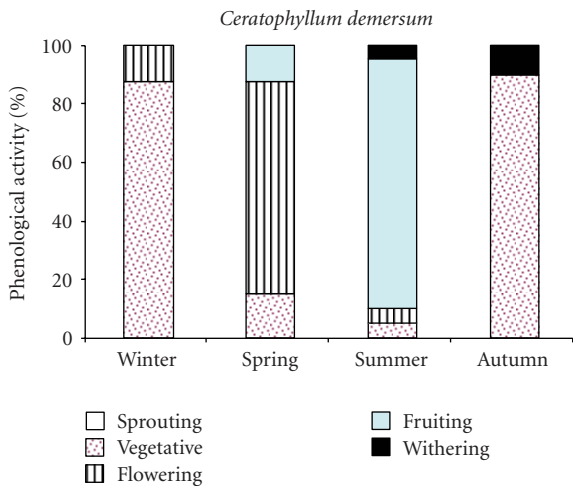 Ceratophyllum demersum
Phenological activity (%)
100
80
60
40
20
0
Winter Spring Summer Autumn
Sprouting
Vegetative
Flowering
Fruiting
Withering